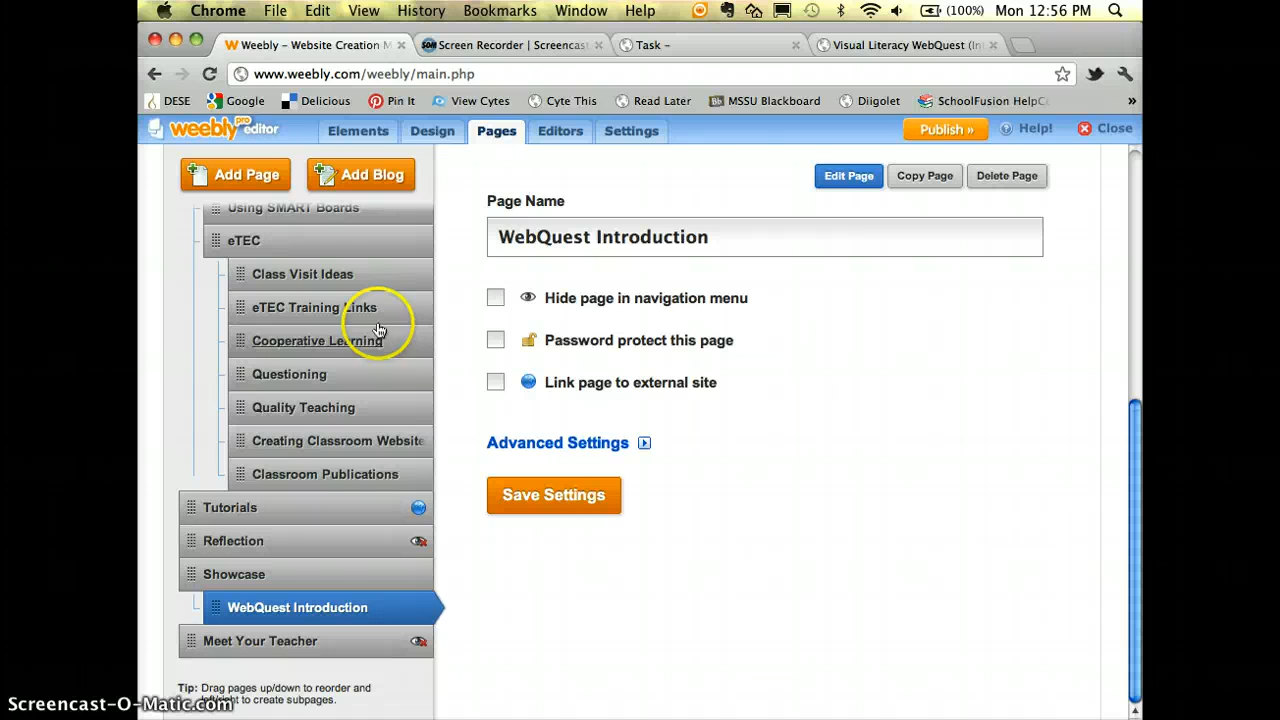 Chrome File Edit View History Bookmarks Window Help (100%) Mon 12:56 PM
Weebly - Website Creation M Screen Recorder | Screencast Task - Visual Literacy WebQuest (In
www.weebly.com/weebly/main.php
DESE Google Delicious Pin It View Cytes Cyte This Read Later Bb MSSU Blackboard Diigolet SchoolFusion HelpC »
weebly pro editor Elements Design Pages Editors Settings Publish » Help! Close
Add Page Add Blog
Edit Page Copy Page Delete Page
Using SMART Boards
eTEC
Class Visit Ideas
eTEC Training Links
Cooperative Learning
Questioning
Quality Teaching
Creating Classroom Website
Classroom Publications
Tutorials
Reflection
Showcase
WebQuest Introduction
Meet Your Teacher
Tip: Drag pages up/down to reorder and
left/right to create subpages.
Page Name
WebQuest Introduction
Hide page in navigation menu
Password protect this page
Link page to external site
Advanced Settings
Save Settings
Screencast-O-Matic.com